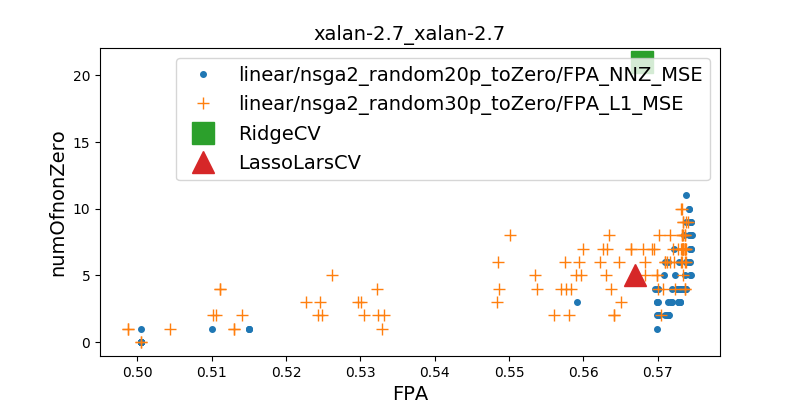 xalan-2.7_xalan-2.7
linear/nsga2_random20p_toZero/FPA_NNZ_MSE
linear/nsga2_random30p_toZero/FPA_L1_MSE
RidgeCV
LassoLarsCV
numOfnonZero
20
15
10
5
0
0.50 0.51 0.52 0.53 0.54 0.55 0.56 0.57
FPA